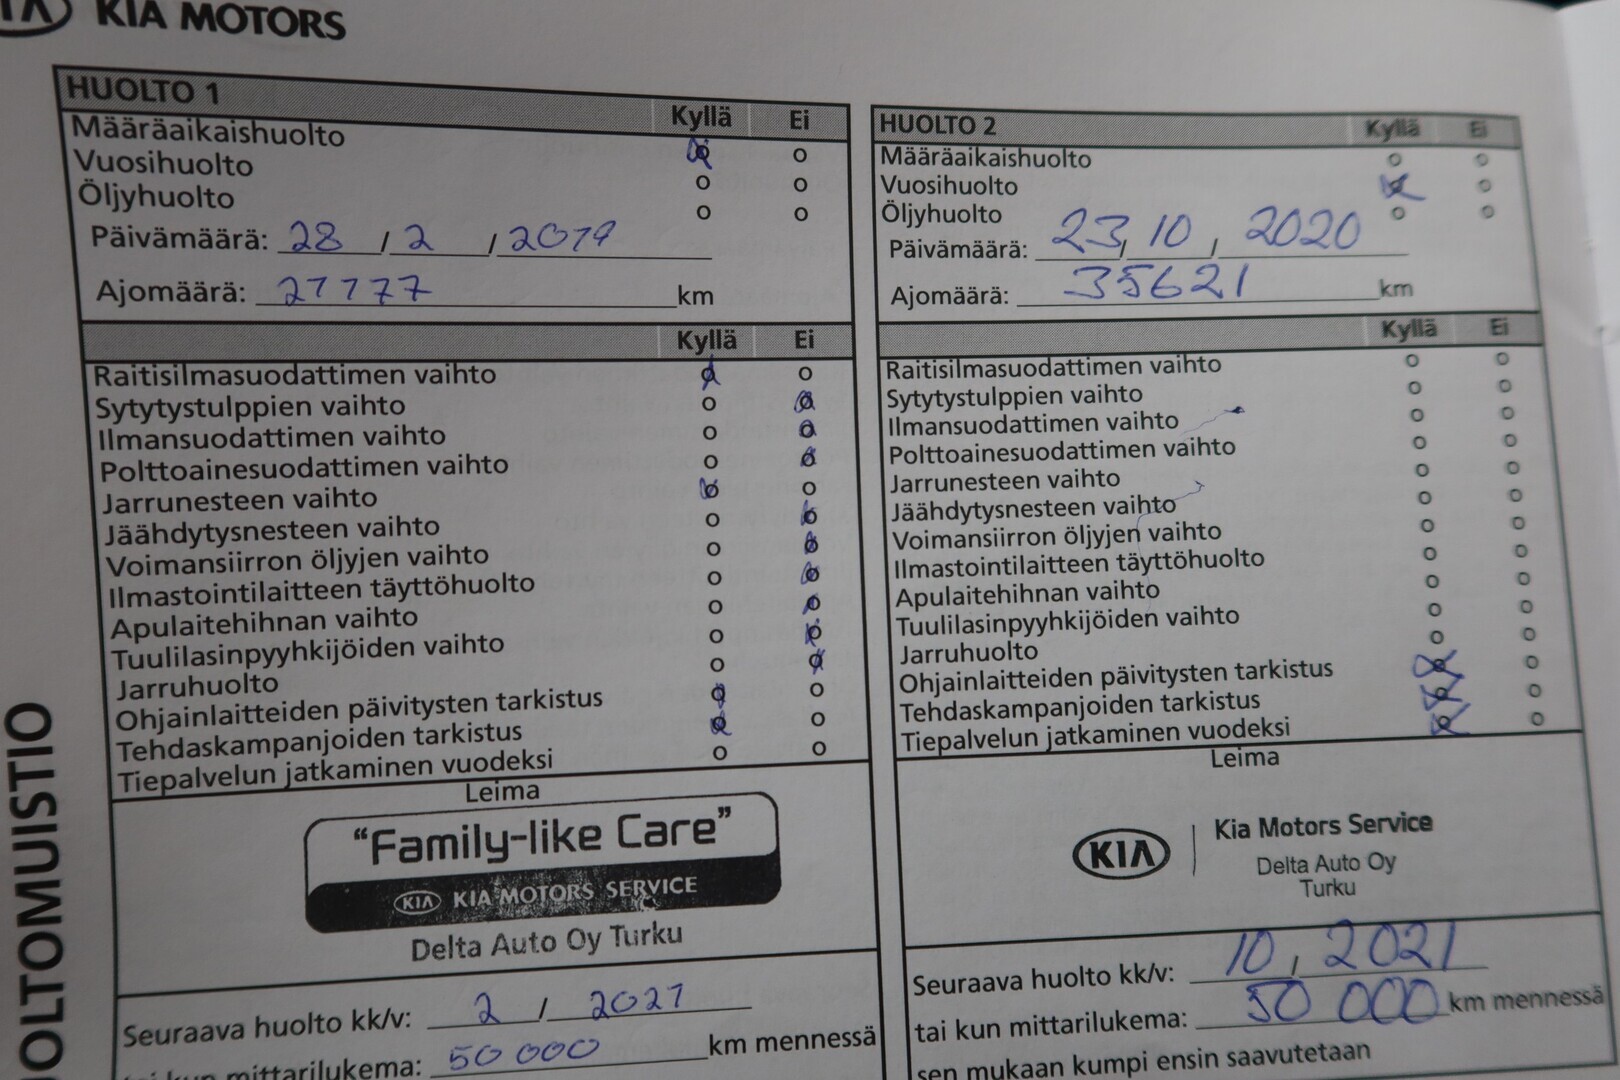 KIA MOTORS
HUOLTO 1
Kyllä Ei
Määräaikaishuolto
Vuosihuolto
Öljyhuolto
Päivämäärä: 28 / 2 / 2019
Ajomäärä: 27777 km
Kyllä Ei
Raitisilmasuodattimen vaihto
Sytytystulppien vaihto
Ilmansuodattimen vaihto
Polttoainesuodattimen vaihto
Jarrunesteen vaihto
Jäähdytysnesteen vaihto
Voimansiirron öljyjen vaihto
Ilmastointilaitteen täyttöhuolto
Apulaitehihnan vaihto
Tuulilasinpyyhkijöiden vaihto
Jarruhuolto
Ohjainlaitteiden päivitysten tarkistus
Tehdaskampanjoiden tarkistus
Tiepalvelun jatkaminen vuodeksi
Leima
"Family-like Care"
KIA KIA MOTORS SERVICE
Delta Auto Oy Turku
Seuraava huolto kk/v: 2 / 2021
tai kun mittarilukema: 50 000 km mennessä
HUOLTO 2
Kyllä Ei
Määräaikaishuolto
Vuosihuolto
Öljyhuolto
Päivämäärä: 23 / 10 / 2020
Ajomäärä: 35621 km
Kyllä Ei
Raitisilmasuodattimen vaihto
Sytytystulppien vaihto
Ilmansuodattimen vaihto
Polttoainesuodattimen vaihto
Jarrunesteen vaihto
Jäähdytysnesteen vaihto
Voimansiirron öljyjen vaihto
Ilmastointilaitteen täyttöhuolto
Apulaitehihnan vaihto
Tuulilasinpyyhkijöiden vaihto
Jarruhuolto
Ohjainlaitteiden päivitysten tarkistus
Tehdaskampanjoiden tarkistus
Tiepalvelun jatkaminen vuodeksi
Leima
KIA Kia Motors Service
Delta Auto Oy
Turku
Seuraava huolto kk/v: 10 / 2021
tai kun mittarilukema: 50 000 km mennessä
sen mukaan kumpi ensin saavutetaan